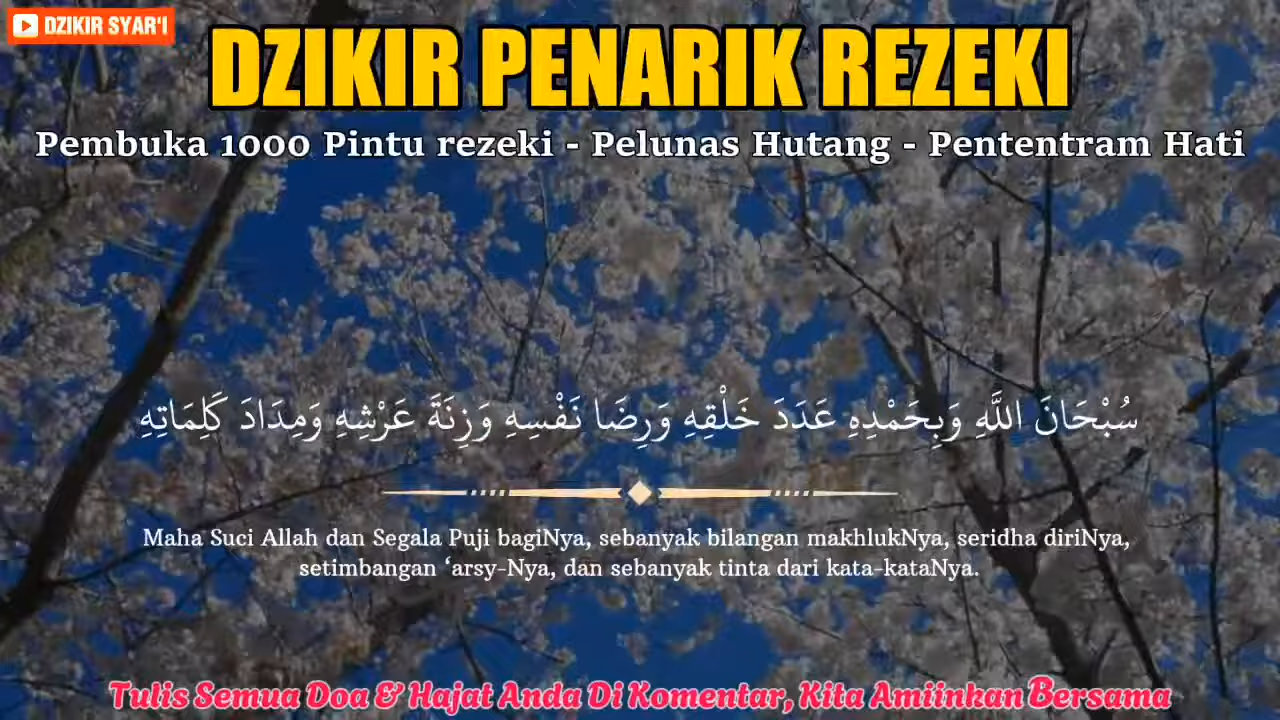 DZIKIR SYAR'I
DZIKIR PENARIK REZEKI
Pembuka 1000 Pintu rezeki - Pelunas Hutang - Pententram Hati
سُبْحَانَ اللَّهِ وَبِحَمْدِهِ عَدَدَ خَلْقِهِ وَرِضَا نَفْسِهِ وَزِنَةَ عَرْشِهِ وَمِدَادَ كَلِمَاتِهِ
Maha Suci Allah dan Segala Puji bagiNya, sebanyak bilangan makhlukNya, seridha diriNya,
setimbangan ‘arsy-Nya, dan sebanyak tinta dari kata-kataNya.
Tulis Semua Doa & Hajat Anda Di Komentar, Kita Amiinkan Bersama